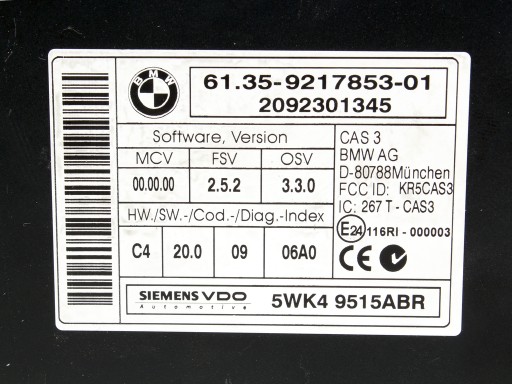 BMW
61.35-9217853-01
2092301345
Software, Version
MCV FSV OSV
00.00.00 2.5.2 3.3.0
HW./SW.-/Cod.-/Diag.-Index
C4 20.0 09 06A0
CAS 3
BMW AG
D-80788München
FCC ID: KR5CAS3
IC: 267 T - CAS3
E24 116RI - 000003
CE
SIEMENS VDO
Automotive
5WK4 9515ABR